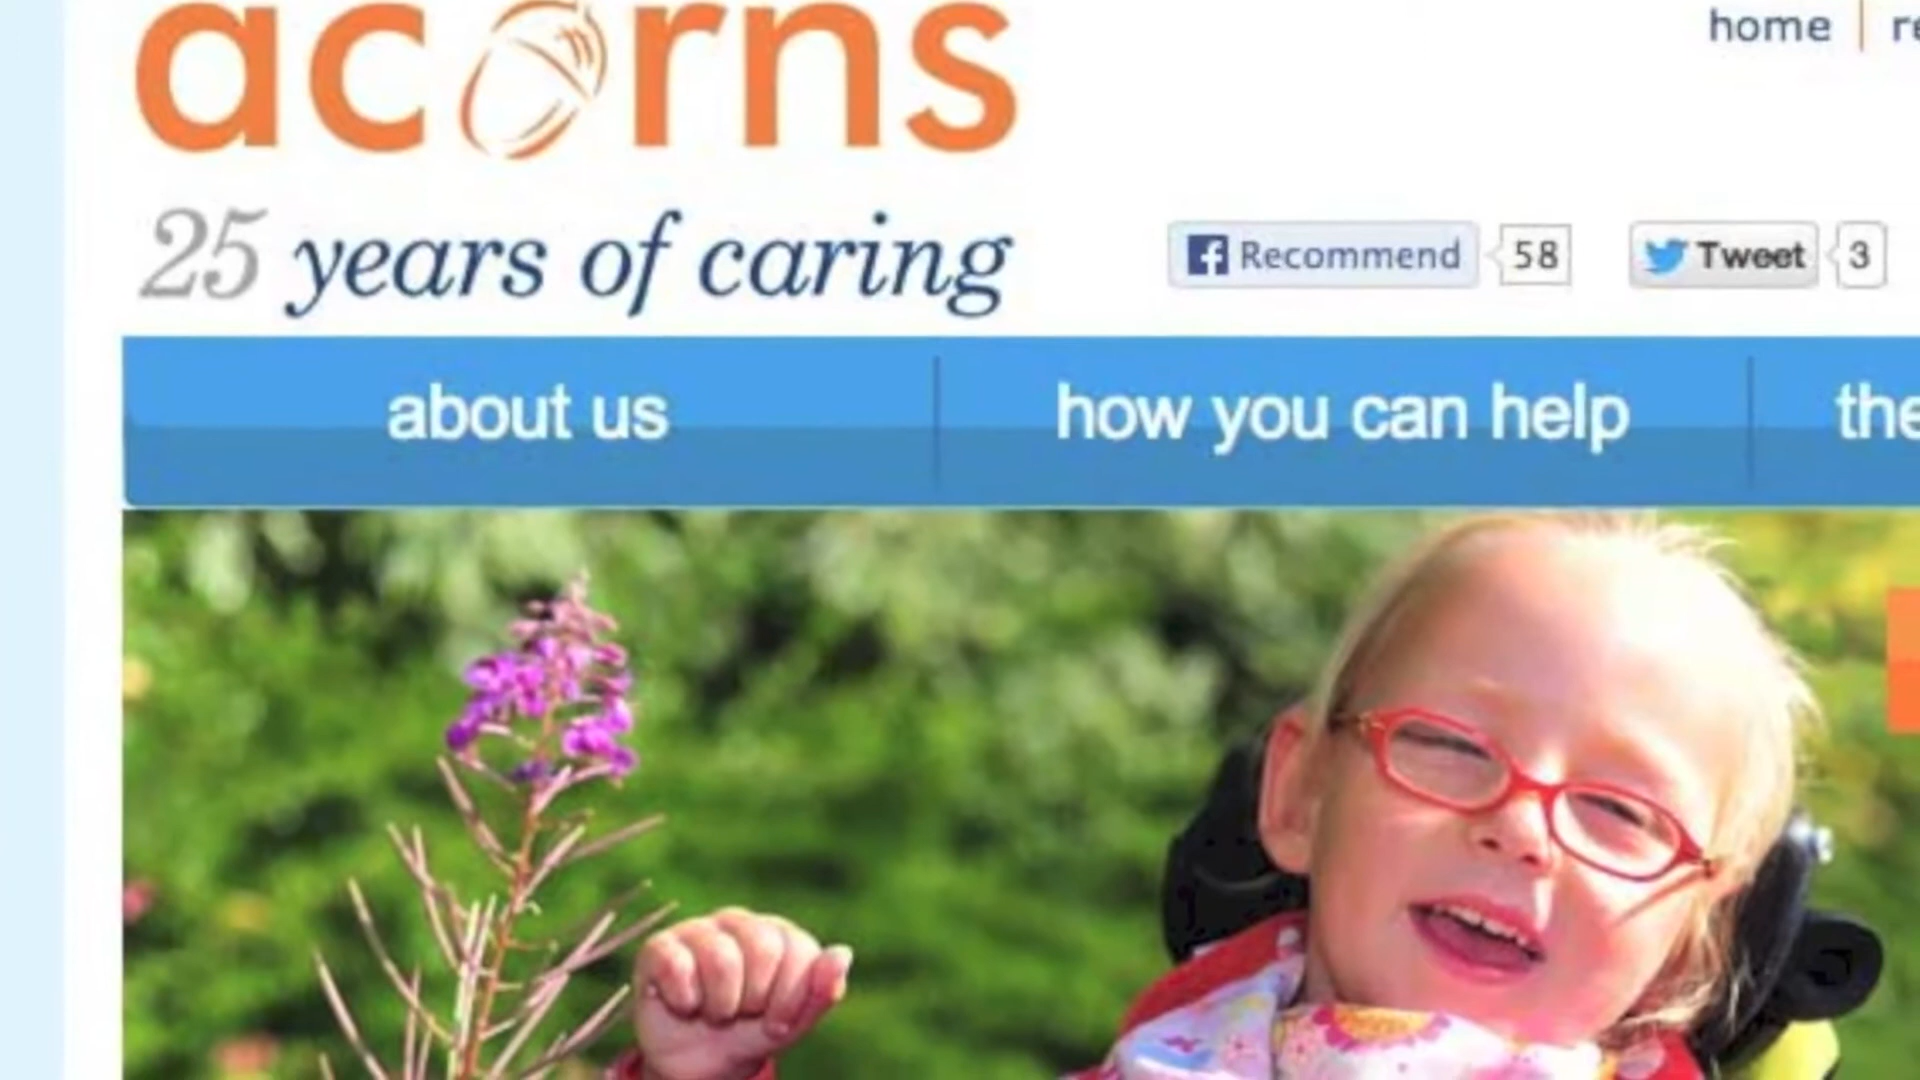 acorns
home
25 years of caring
Recommend 58 Tweet 3
about us
how you can help